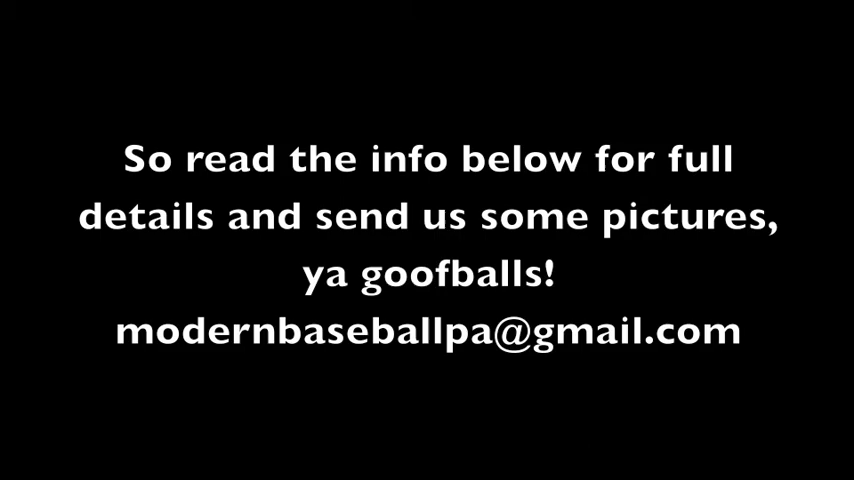 So read the info below for full
details and send us some pictures,
ya goofballs!
modernbaseballpa@gmail.com